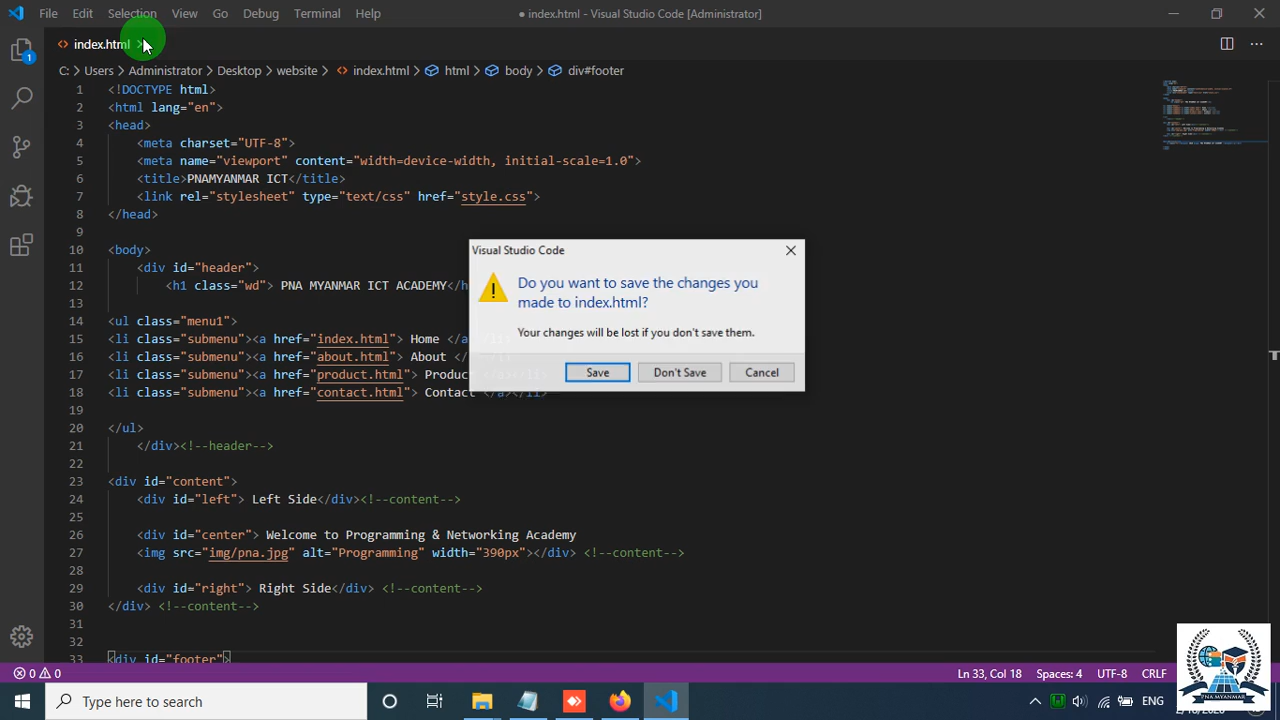 File Edit Selection View Go Debug Terminal Help
● index.html - Visual Studio Code [Administrator]
index.html
C: > Users > Administrator > Desktop > website > index.html > html > body > div#footer
1 <!DOCTYPE html>
2 <html lang="en">
3 <head>
4 <meta charset="UTF-8">
5 <meta name="viewport" content="width=device-width, initial-scale=1.0">
6 <title>PNAMYANMAR ICT</title>
7 <link rel="stylesheet" type="text/css" href="style.css">
8 </head>
9
10 <body>
11 <div id="header">
12 <h1 class="wd"> PNA MYANMAR ICT ACADEMY</h
13
14 <ul class="menu1">
15 <li class="submenu"><a href="index.html"> Home </a></li>
16 <li class="submenu"><a href="about.html"> About </a></li>
17 <li class="submenu"><a href="product.html"> Product </a></li>
18 <li class="submenu"><a href="contact.html"> Contact </a></li>
19
20 </ul>
21 </div><!--header-->
22
23 <div id="content">
24 <div id="left"> Left Side</div><!--content-->
25
26 <div id="center"> Welcome to Programming & Networking Academy
27 <img src="img/pna.jpg" alt="Programming" width="390px"></div> <!--content-->
28
29 <div id="right"> Right Side</div> <!--content-->
30 </div> <!--content-->
31
32
33 <div id="footer">
Visual Studio Code
Do you want to save the changes you
made to index.html?
Your changes will be lost if you don't save them.
Save Don't Save Cancel
1
0 0
Ln 33, Col 18 Spaces: 4 UTF-8 CRLF
PNA MYANMAR
Type here to search
ENG